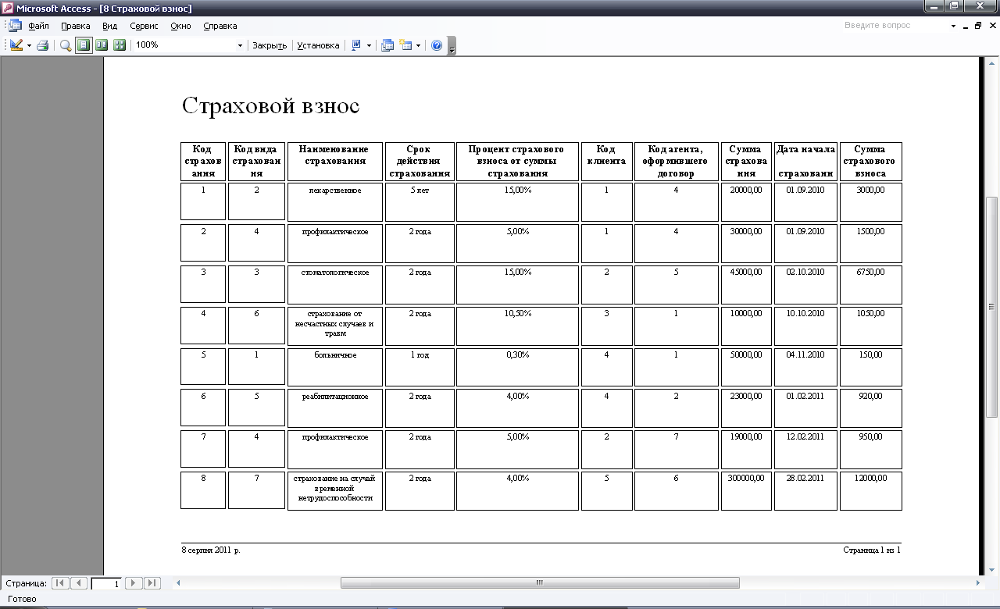 Microsoft Access - [8 Страховой взнос]
Файл Правка Вид Сервис Окно Справка Введите вопрос
100% Закрыть Установка
Страховой взнос
Код страхов ания Код вида страхован ия Наименование страхования Срок действия страхования Процент страхового взноса от суммы страхования Код клиента Код агента, оформившего договор Сумма страхова ния Дата начала страховани Сумма страхового взноса
1 2 лекарственное 5 лет 15,00% 1 4 20000,00 01.09.2010 3000,00
2 4 профилактическое 2 года 5,00% 1 4 30000,00 01.09.2010 1500,00
3 3 стоматологическое 2 года 15,00% 2 5 45000,00 02.10.2010 6750,00
4 6 страхование от несчастных случаев и травм 2 года 10,50% 3 1 10000,00 10.10.2010 1050,00
5 1 больничное 1 год 0,30% 4 1 50000,00 04.11.2010 150,00
6 5 реабилитационное 2 года 4,00% 4 2 23000,00 01.02.2011 920,00
7 4 профилактическое 2 года 5,00% 2 7 19000,00 12.02.2011 950,00
8 7 страхование на случай временной нетрудоспособности 2 года 4,00% 5 6 300000,00 28.02.2011 12000,00
8 серпня 2011 р. Страница 1 из 1
Страница: 1
Готово